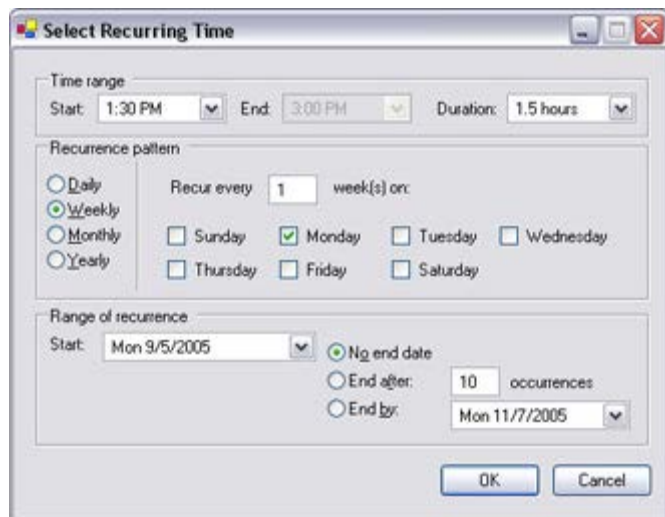 Select Recurring Time
Time range
Start: 1:30 PM End: 3:00 PM Duration: 1.5 hours
Recurrence pattern
Daily
Weekly
Monthly
Yearly
Recur every 1 week(s) on:
Sunday Monday Tuesday Wednesday
Thursday Friday Saturday
Range of recurrence
Start: Mon 9/5/2005
No end date
End after: 10 occurrences
End by: Mon 11/7/2005
OK Cancel